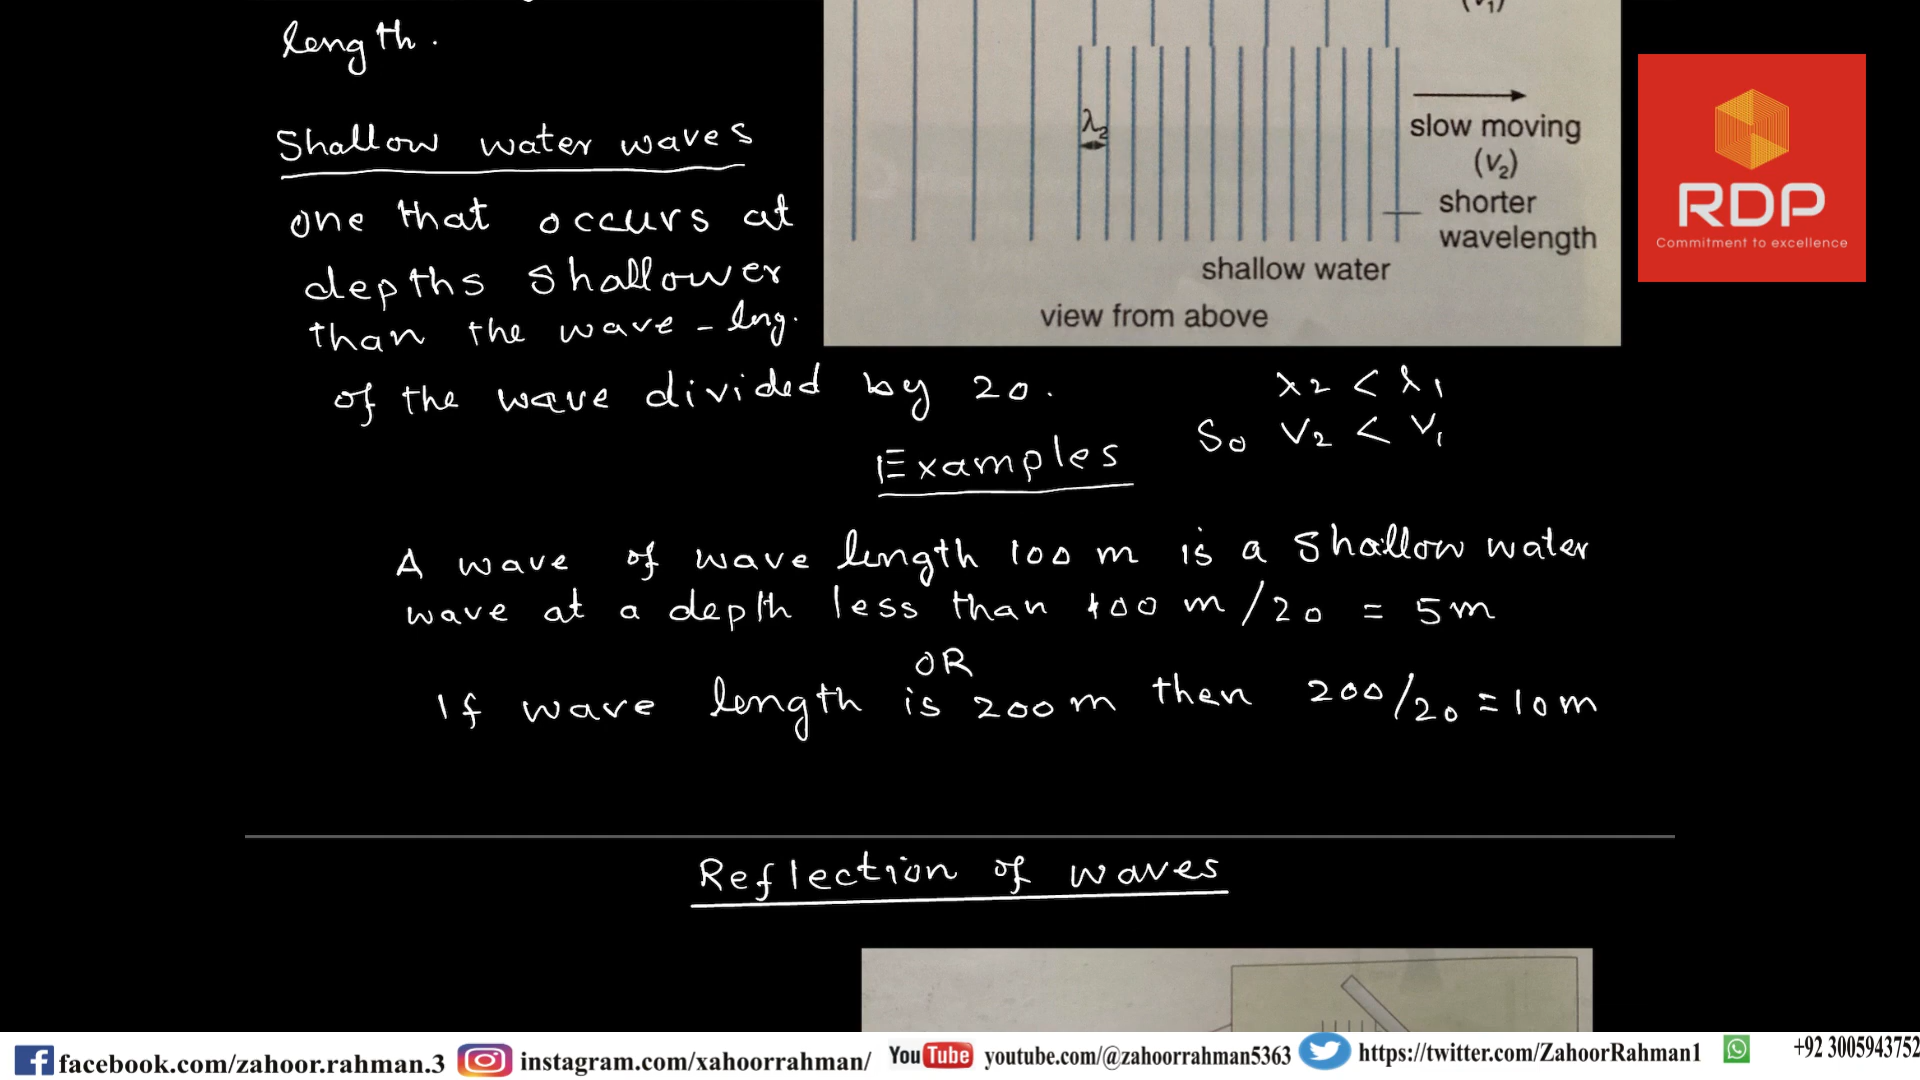 length.
(V₁)
Shallow water waves
one that occurs at
depths shallower
than the wave-lng.
of the wave divided by 20.
λ₂
slow moving
(V₂)
shorter
wavelength
shallow water
view from above
RDP
Commitment to excellence
λ2 < λ1
So V2 < V1
Examples
A wave of wave length 100 m is a shallow water
wave at a depth less than 100 m/20 = 5m
OR
If wave length is 200m then 200/20 = 10m
Reflection of waves
facebook.com/zahoor.rahman.3
instagram.com/xahoorrahman/
YouTube youtube.com/@zahoorrahman5363
https://twitter.com/ZahoorRahman1
+92 3005943752